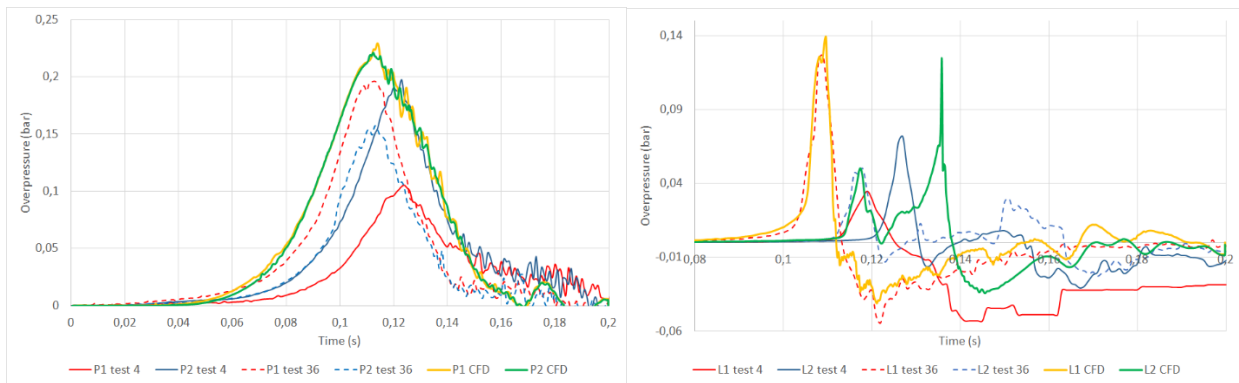 0,25
0,2
0,15
0,1
0,05
0
Overpressure (bar)
0 0,02 0,04 0,06 0,08 0,1 0,12 0,14 0,16 0,18 0,2
Time (s)
P1 test 4 P2 test 4 P1 test 36 P2 test 36 P1 CFD P2 CFD
0,14
0,09
0,04
-0,01
-0,06
Overpressure (bar)
0,08 0,1 0,12 0,14 0,16 0,18 0,2
Time (s)
L1 test 4 L2 test 4 L1 test 36 L2 test 36 L1 CFD L2 CFD